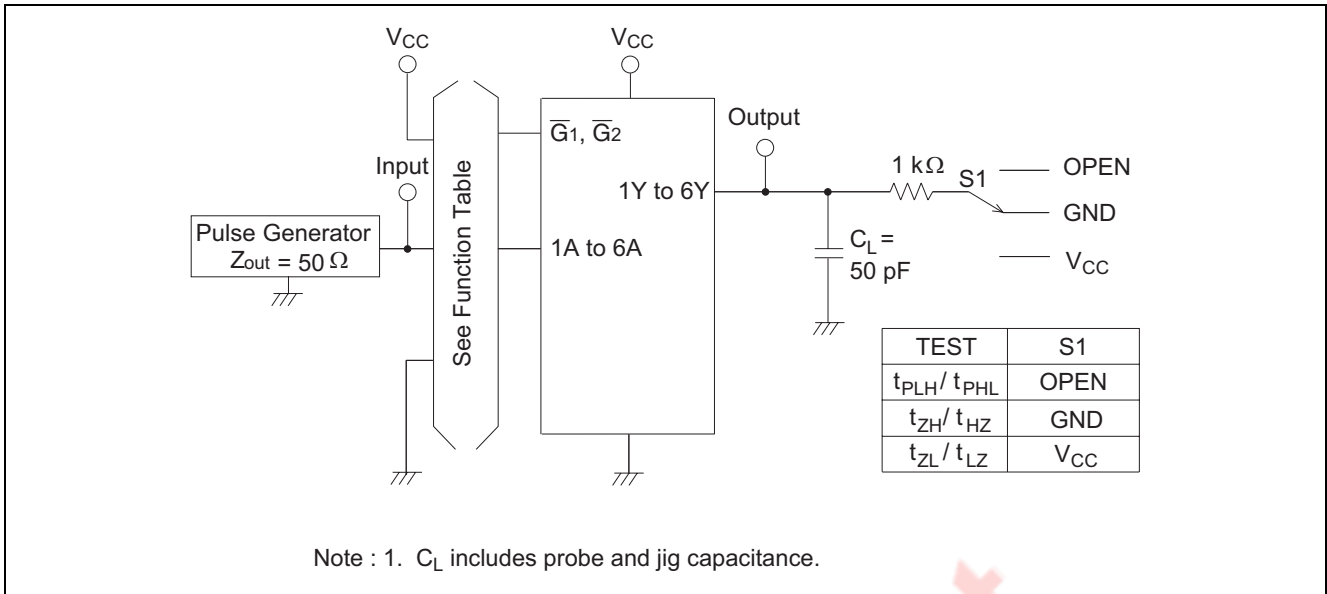 VCC
VCC
Output
Input
G̅1, G̅2
1 kΩ
S1
OPEN
GND
VCC
1Y to 6Y
Pulse Generator
Zout = 50 Ω
See Function Table
1A to 6A
CL =
50 pF
TEST S1
tPLH / tPHL OPEN
tZH / tHZ GND
tZL / tLZ VCC
Note : 1. CL includes probe and jig capacitance.